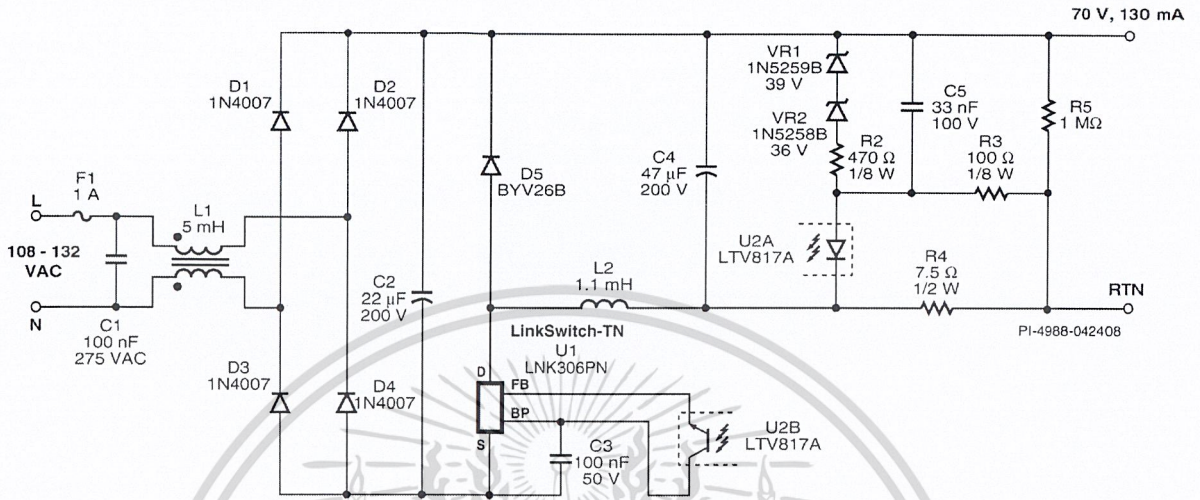 70 V, 130 mA
VR1
1N5259B
39 V
D1
1N4007
D2
1N4007
C5
33 nF
100 V
R5
1 MΩ
VR2
1N5258B
36 V
R2
470 Ω
1/8 W
R3
100 Ω
1/8 W
C4
47 µF
200 V
D5
BYV26B
F1
1 A
L
L1
5 mH
108 - 132
VAC
U2A
LTV817A
R4
7.5 Ω
1/2 W
L2
1.1 mH
C2
22 µF
200 V
RTN
N
C1
100 nF
275 VAC
LinkSwitch-TN
U1
LNK306PN
PI-4988-042408
D3
1N4007
D4
1N4007
D
FB
BP
S
U2B
LTV817A
C3
100 nF
50 V